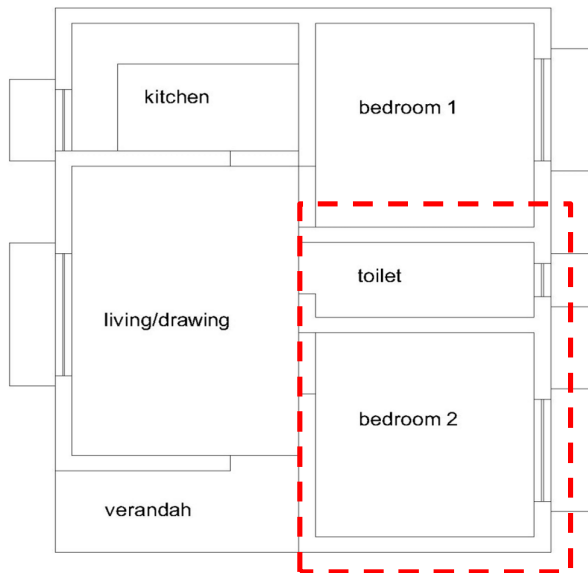 kitchen
bedroom 1
toilet
living/drawing
bedroom 2
verandah